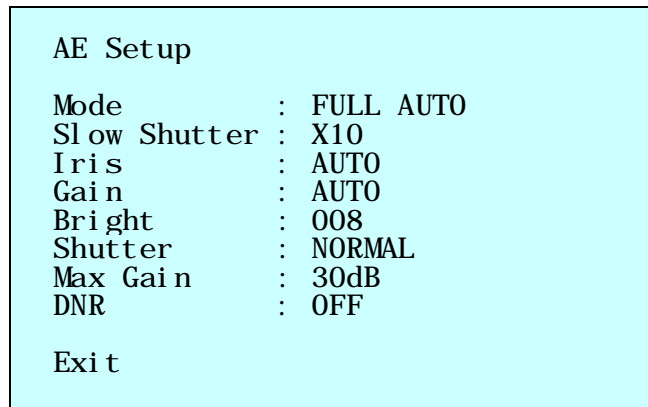 AE Setup
Mode : FULL AUTO
Slow Shutter : X10
Iris : AUTO
Gain : AUTO
Bright : 008
Shutter : NORMAL
Max Gain : 30dB
DNR : OFF
Exit